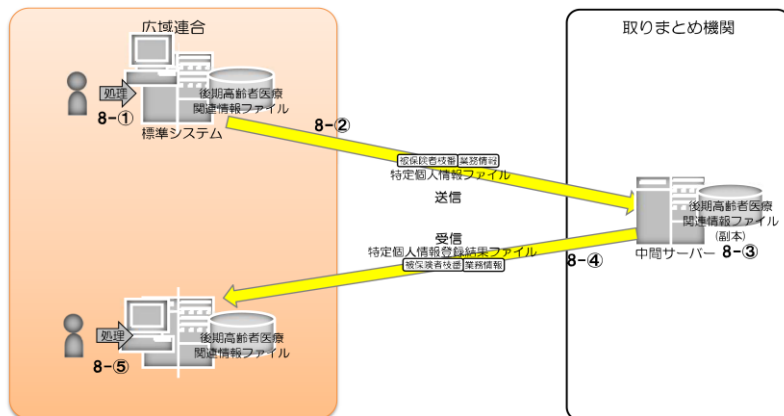 広域連合
取りまとめ機関
処理
8-①
後期高齢者医療
関連情報ファイル
標準システム
8-②
被保険者枝番 業務情報
特定個人情報ファイル
送信
後期高齢者医療
関連情報ファイル
(副本)
中間サーバー 8-③
受信
特定個人情報登録結果ファイル
被保険者枝番 業務情報
8-④
処理
8-⑤
後期高齢者医療
関連情報ファイル